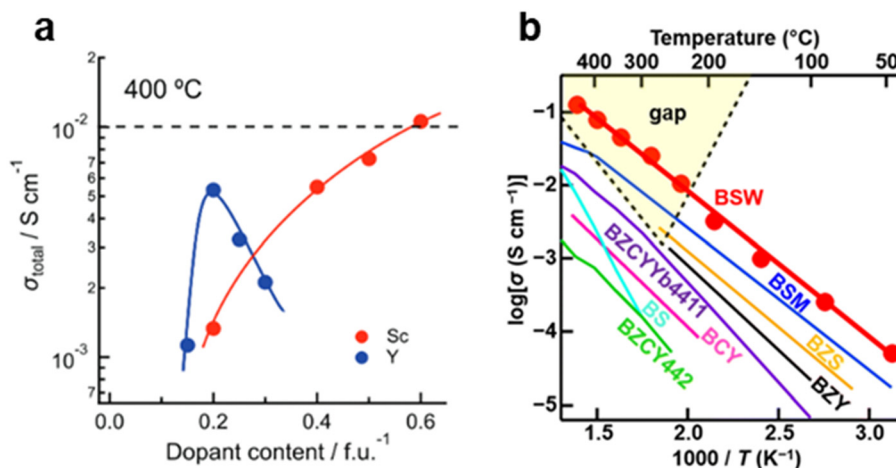 a
400 ºC
10⁻²
7
6
5
4
3
2
10⁻³
7
σtotal / S cm⁻¹
Sc
Y
0.0 0.2 0.4 0.6
Dopant content / f.u.⁻¹
b
Temperature (°C)
400 300 200 100 50
gap
BSW
BZCYYb4411
BSM
BS
BZS
BCY
BZY
BZCY442
log[σ (S cm⁻¹)]
−1
−2
−3
−4
−5
1.5 2.0 2.5 3.0
1000 / T (K⁻¹)